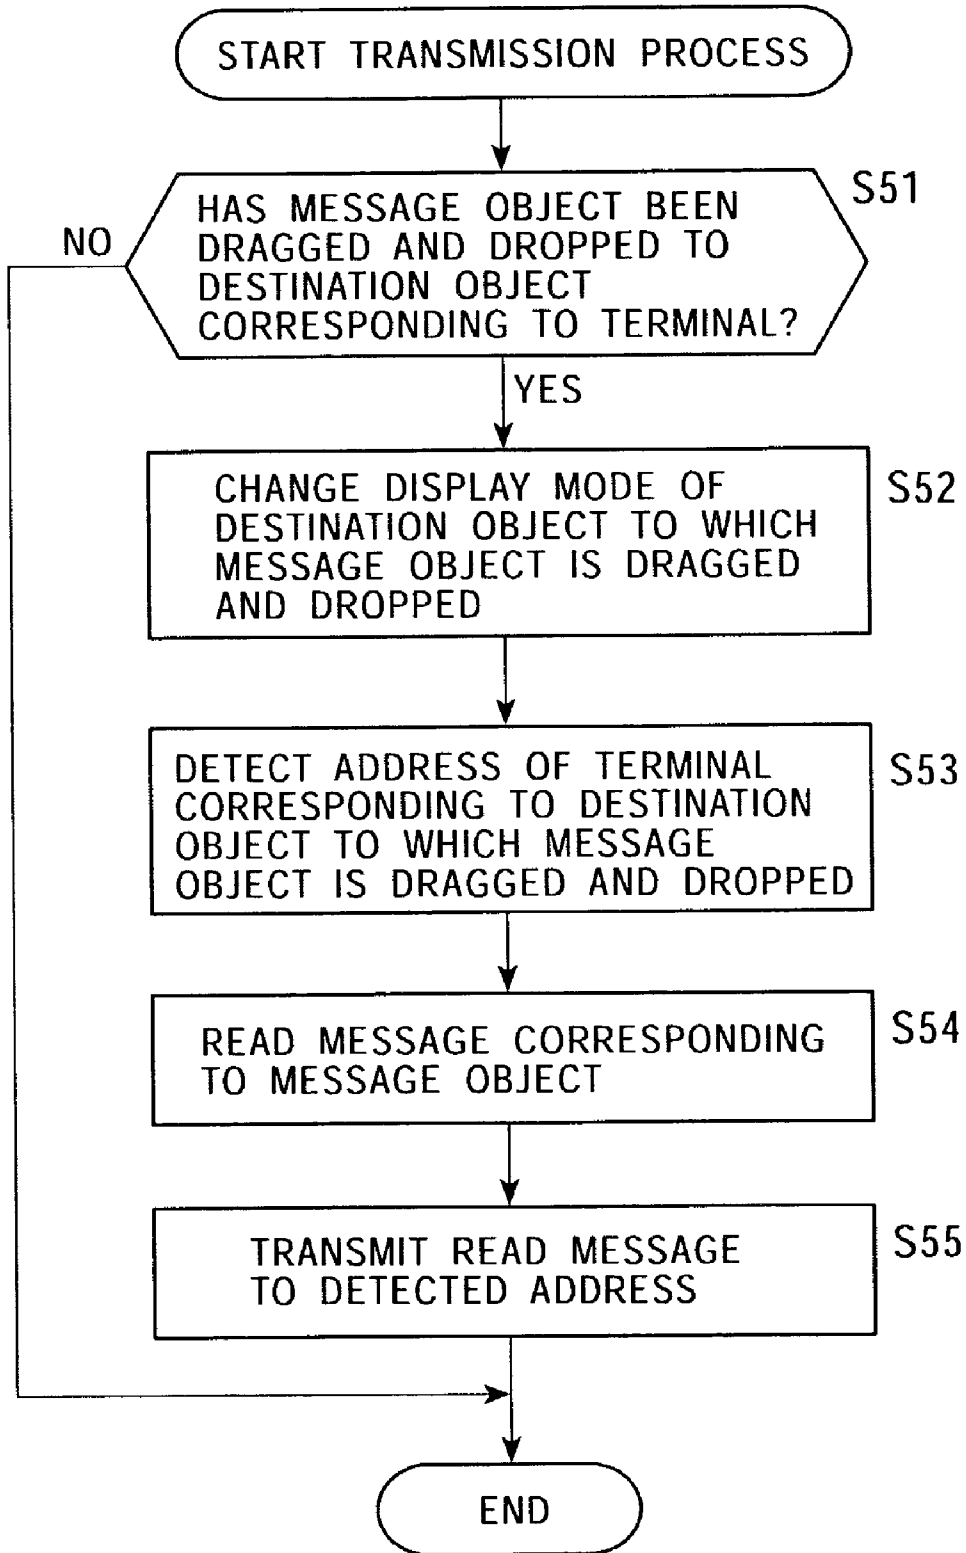 START TRANSMISSION PROCESS
S51
HAS MESSAGE OBJECT BEEN
DRAGGED AND DROPPED TO
DESTINATION OBJECT
CORRESPONDING TO TERMINAL?
NO
YES
S52
CHANGE DISPLAY MODE OF
DESTINATION OBJECT TO WHICH
MESSAGE OBJECT IS DRAGGED
AND DROPPED
S53
DETECT ADDRESS OF TERMINAL
CORRESPONDING TO DESTINATION
OBJECT TO WHICH MESSAGE
OBJECT IS DRAGGED AND DROPPED
S54
READ MESSAGE CORRESPONDING
TO MESSAGE OBJECT
S55
TRANSMIT READ MESSAGE
TO DETECTED ADDRESS
END